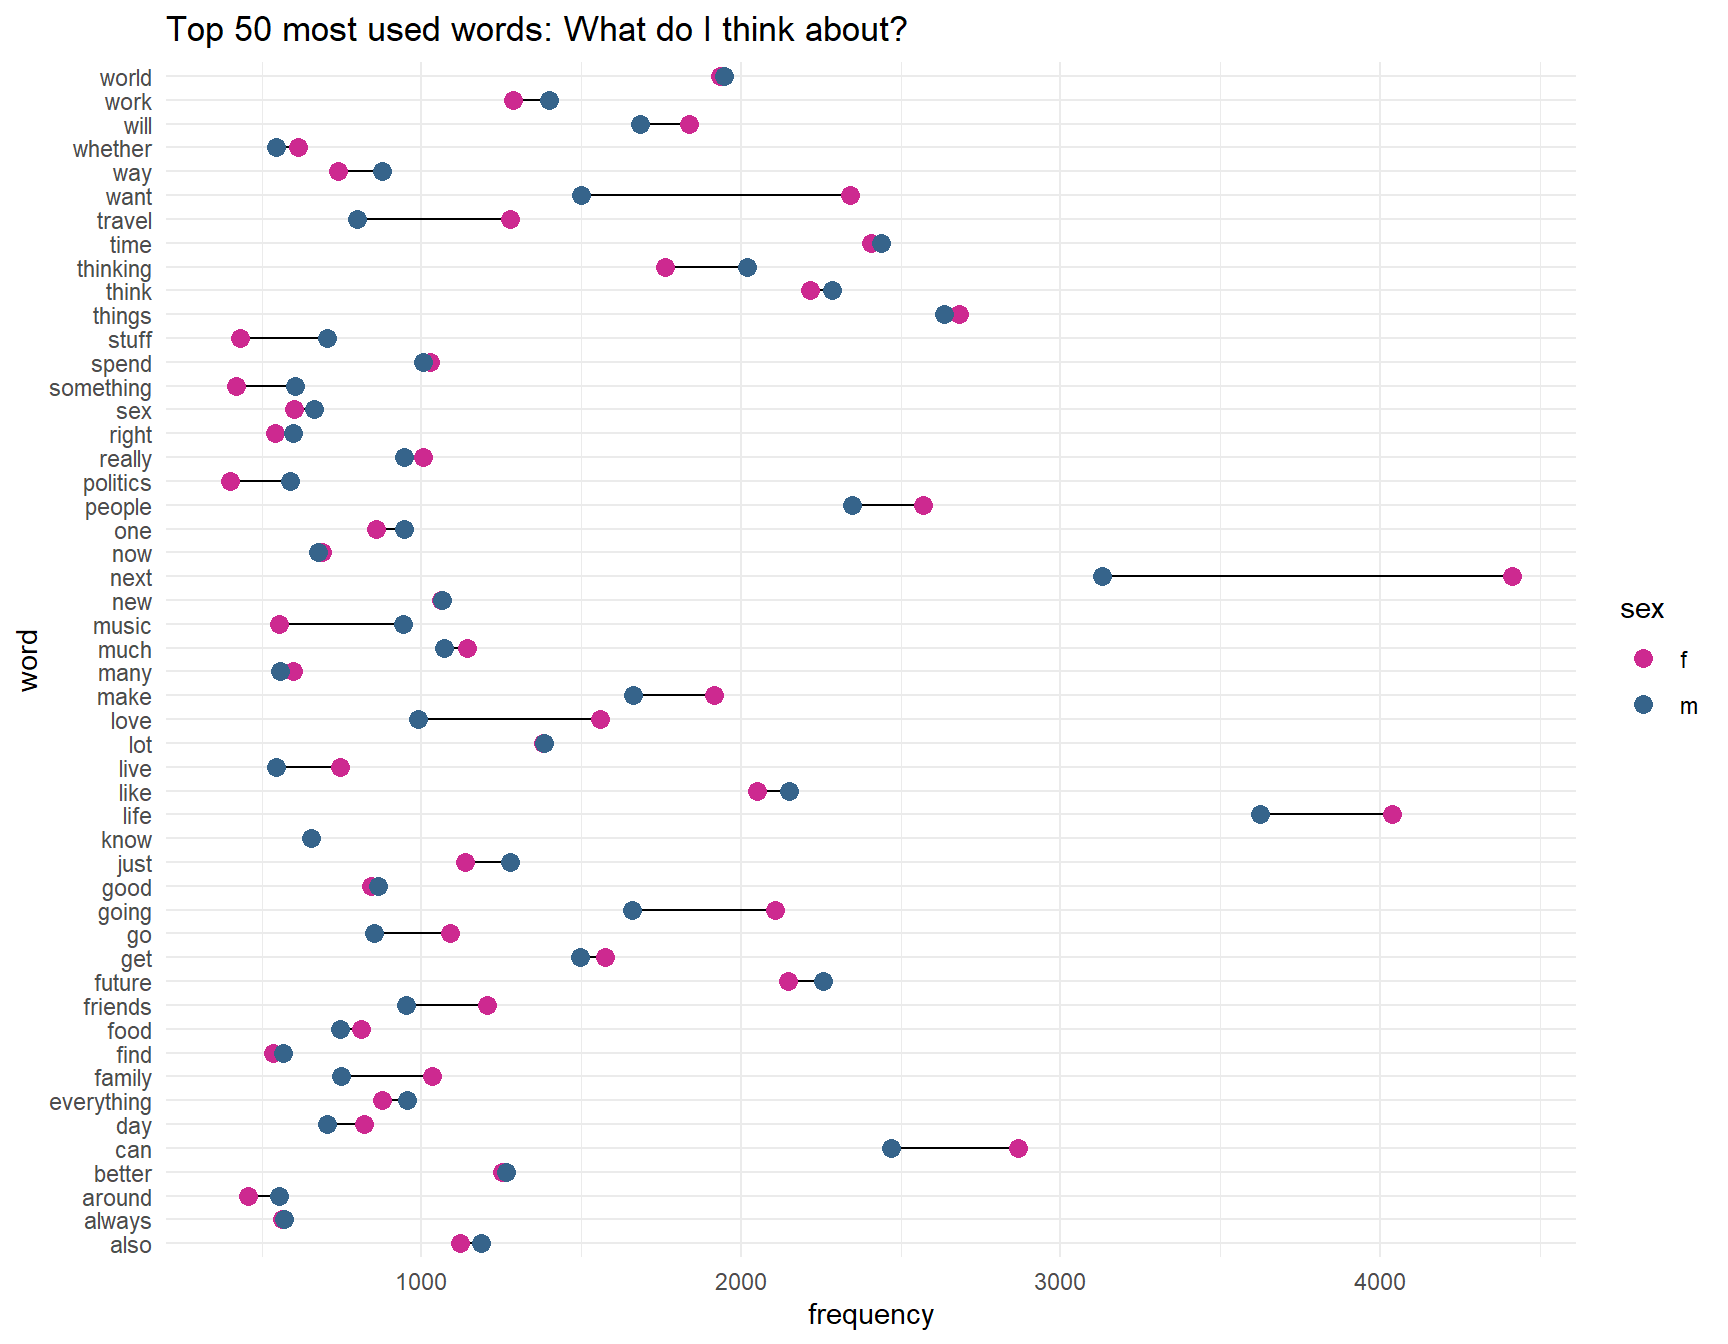 Top 50 most used words: What do I think about?
world
work
will
whether
way
want
travel
time
thinking
think
things
stuff
spend
something
sex
right
really
politics
people
one
now
next
new
music
much
many
make
love
lot
live
like
life
know
just
good
going
go
get
future
friends
food
find
family
everything
day
can
better
around
always
also
word
1000 2000 3000 4000
frequency
sex
f
m